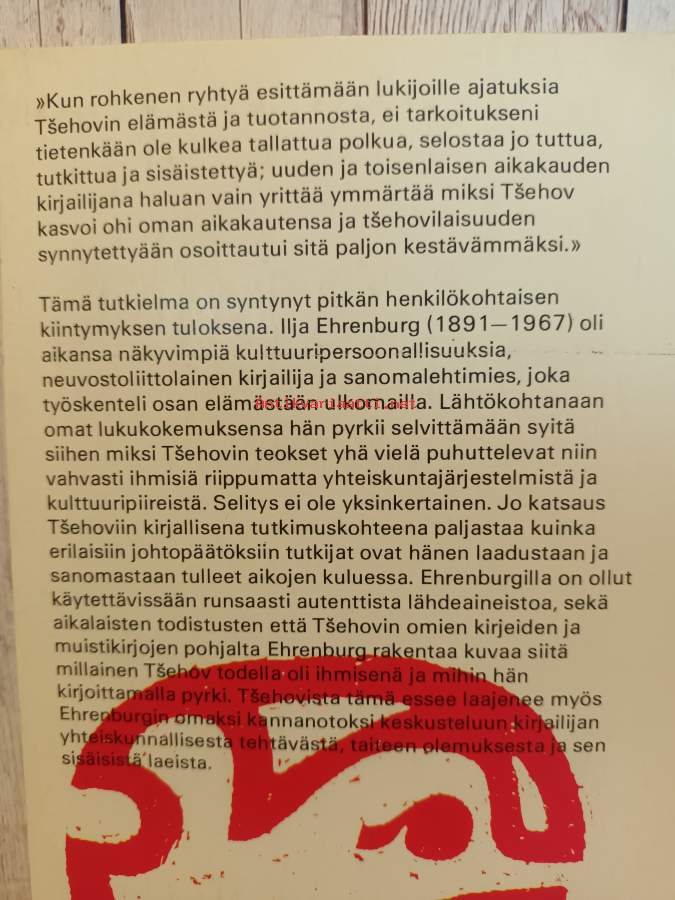 »Kun rohkenen ryhtyä esittämään lukijoille ajatuksia
Tšehovin elämästä ja tuotannosta, ei tarkoitukseni
tietenkään ole kulkea tallattua polkua, selostaa jo tuttua,
tutkittua ja sisäistettyä; uuden ja toisenlaisen aikakauden
kirjailijana haluan vain yrittää ymmärtää miksi Tšehov
kasvoi ohi oman aikakautensa ja tšehovilaisuuden
synnytettyään osoittautui sitä paljon kestävämmäksi.»
Tämä tutkielma on syntynyt pitkän henkilökohtaisen
kiintymyksen tuloksena. Ilja Ehrenburg (1891—1967) oli
aikansa näkyvimpiä kulttuuripersoonallisuuksia,
neuvostoliittolainen kirjailija ja sanomalehtimies, joka
työskenteli osan elämästään ulkomailla. Lähtökohtanaan
omat lukukokemuksensa hän pyrkii selvittämään syitä
siihen miksi Tšehovin teokset yhä vielä puhuttelevat niin
vahvasti ihmisiä riippumatta yhteiskuntajärjestelmistä ja
kulttuuripiireistä. Selitys ei ole yksinkertainen. Jo katsaus
Tšehoviin kirjallisena tutkimuskohteena paljastaa kuinka
erilaisiin johtopäätöksiin tutkijat ovat hänen laadustaan ja
sanomastaan tulleet aikojen kuluessa. Ehrenburgilla on ollut
käytettävissään runsaasti autenttista lähdeaineistoa, sekä
aikalaisten todistusten että Tšehovin omien kirjeiden ja
muistikirjojen pohjalta Ehrenburg rakentaa kuvaa siitä
millainen Tšehov todella oli ihmisenä ja mihin hän
kirjoittamalla pyrki. Tšehovista tämä essee laajenee myös
Ehrenburgin omaksi kannanotoksi keskusteluun kirjailijan
yhteiskunnallisesta tehtävästä, taiteen olemuksesta ja sen
sisäisistä laeista.